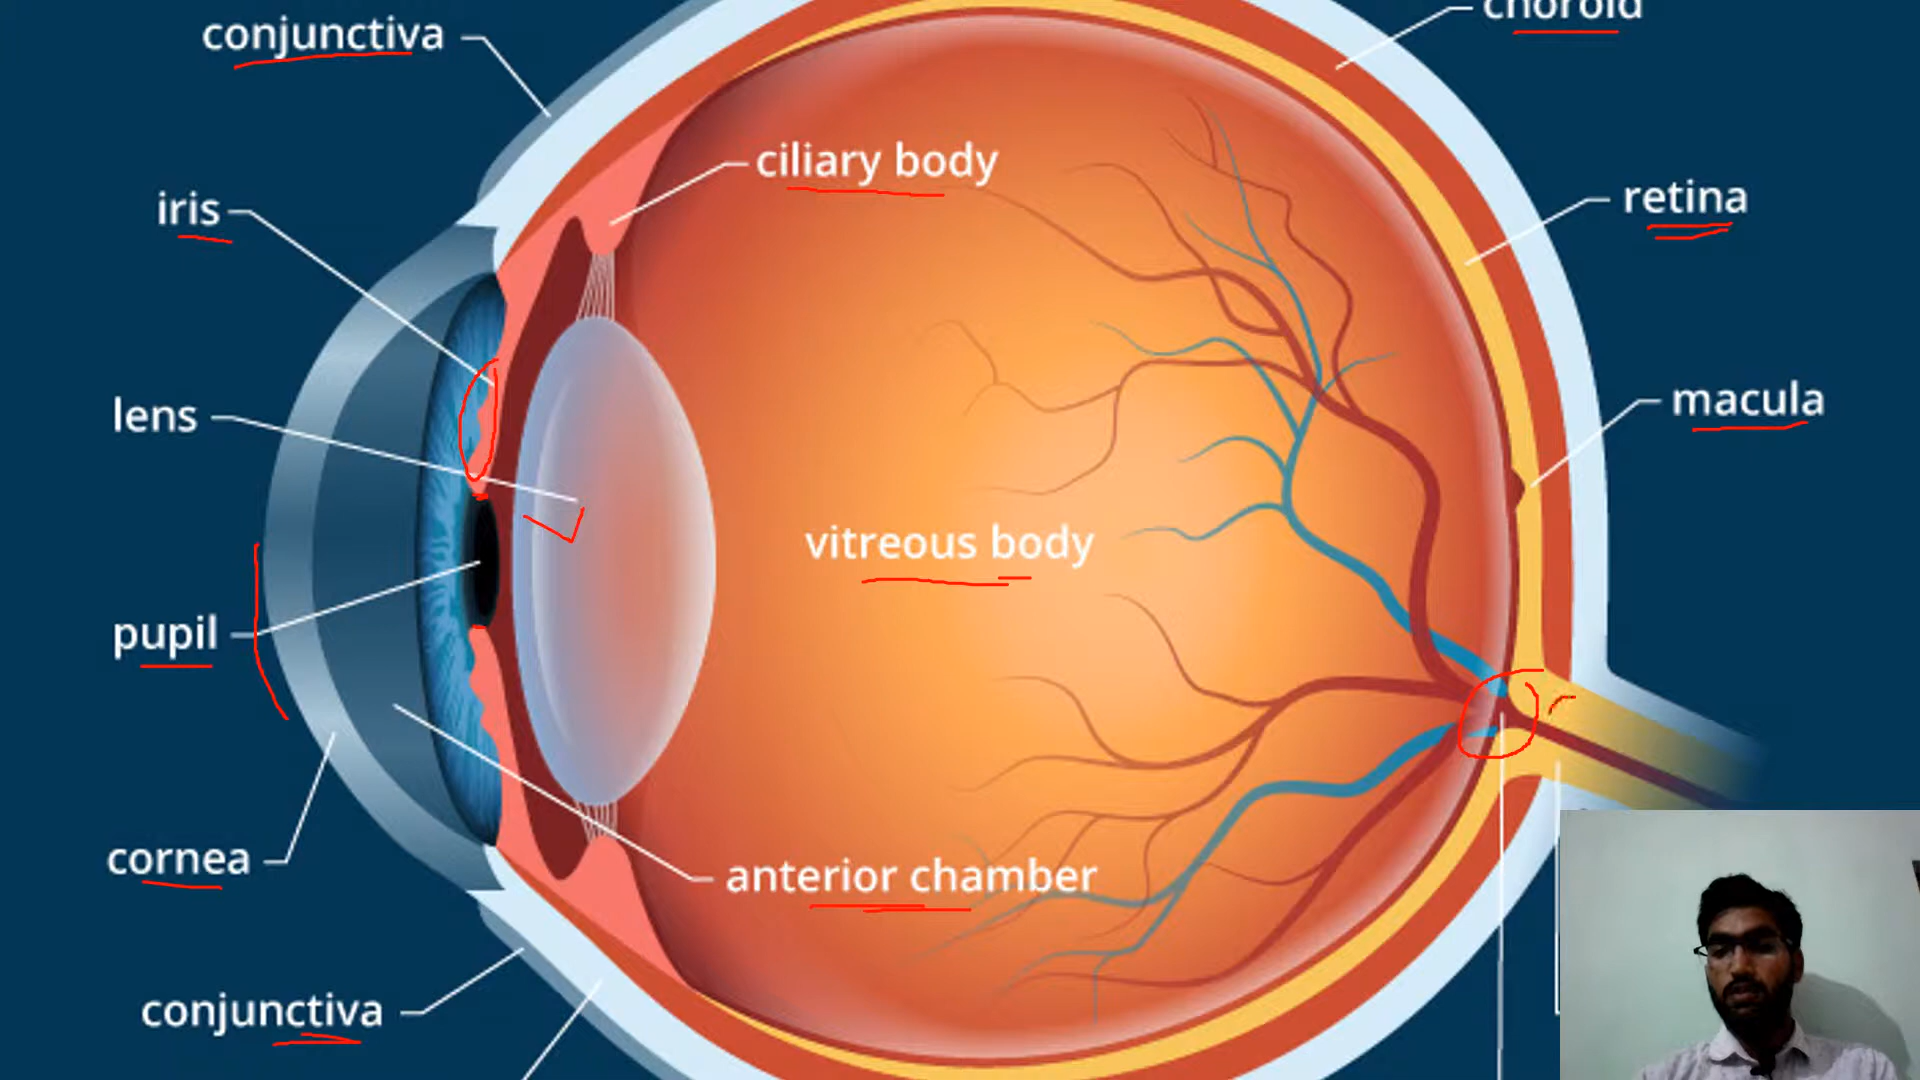 choroid
conjunctiva
ciliary body
iris
retina
lens
macula
vitreous body
pupil
cornea
anterior chamber
conjunctiva